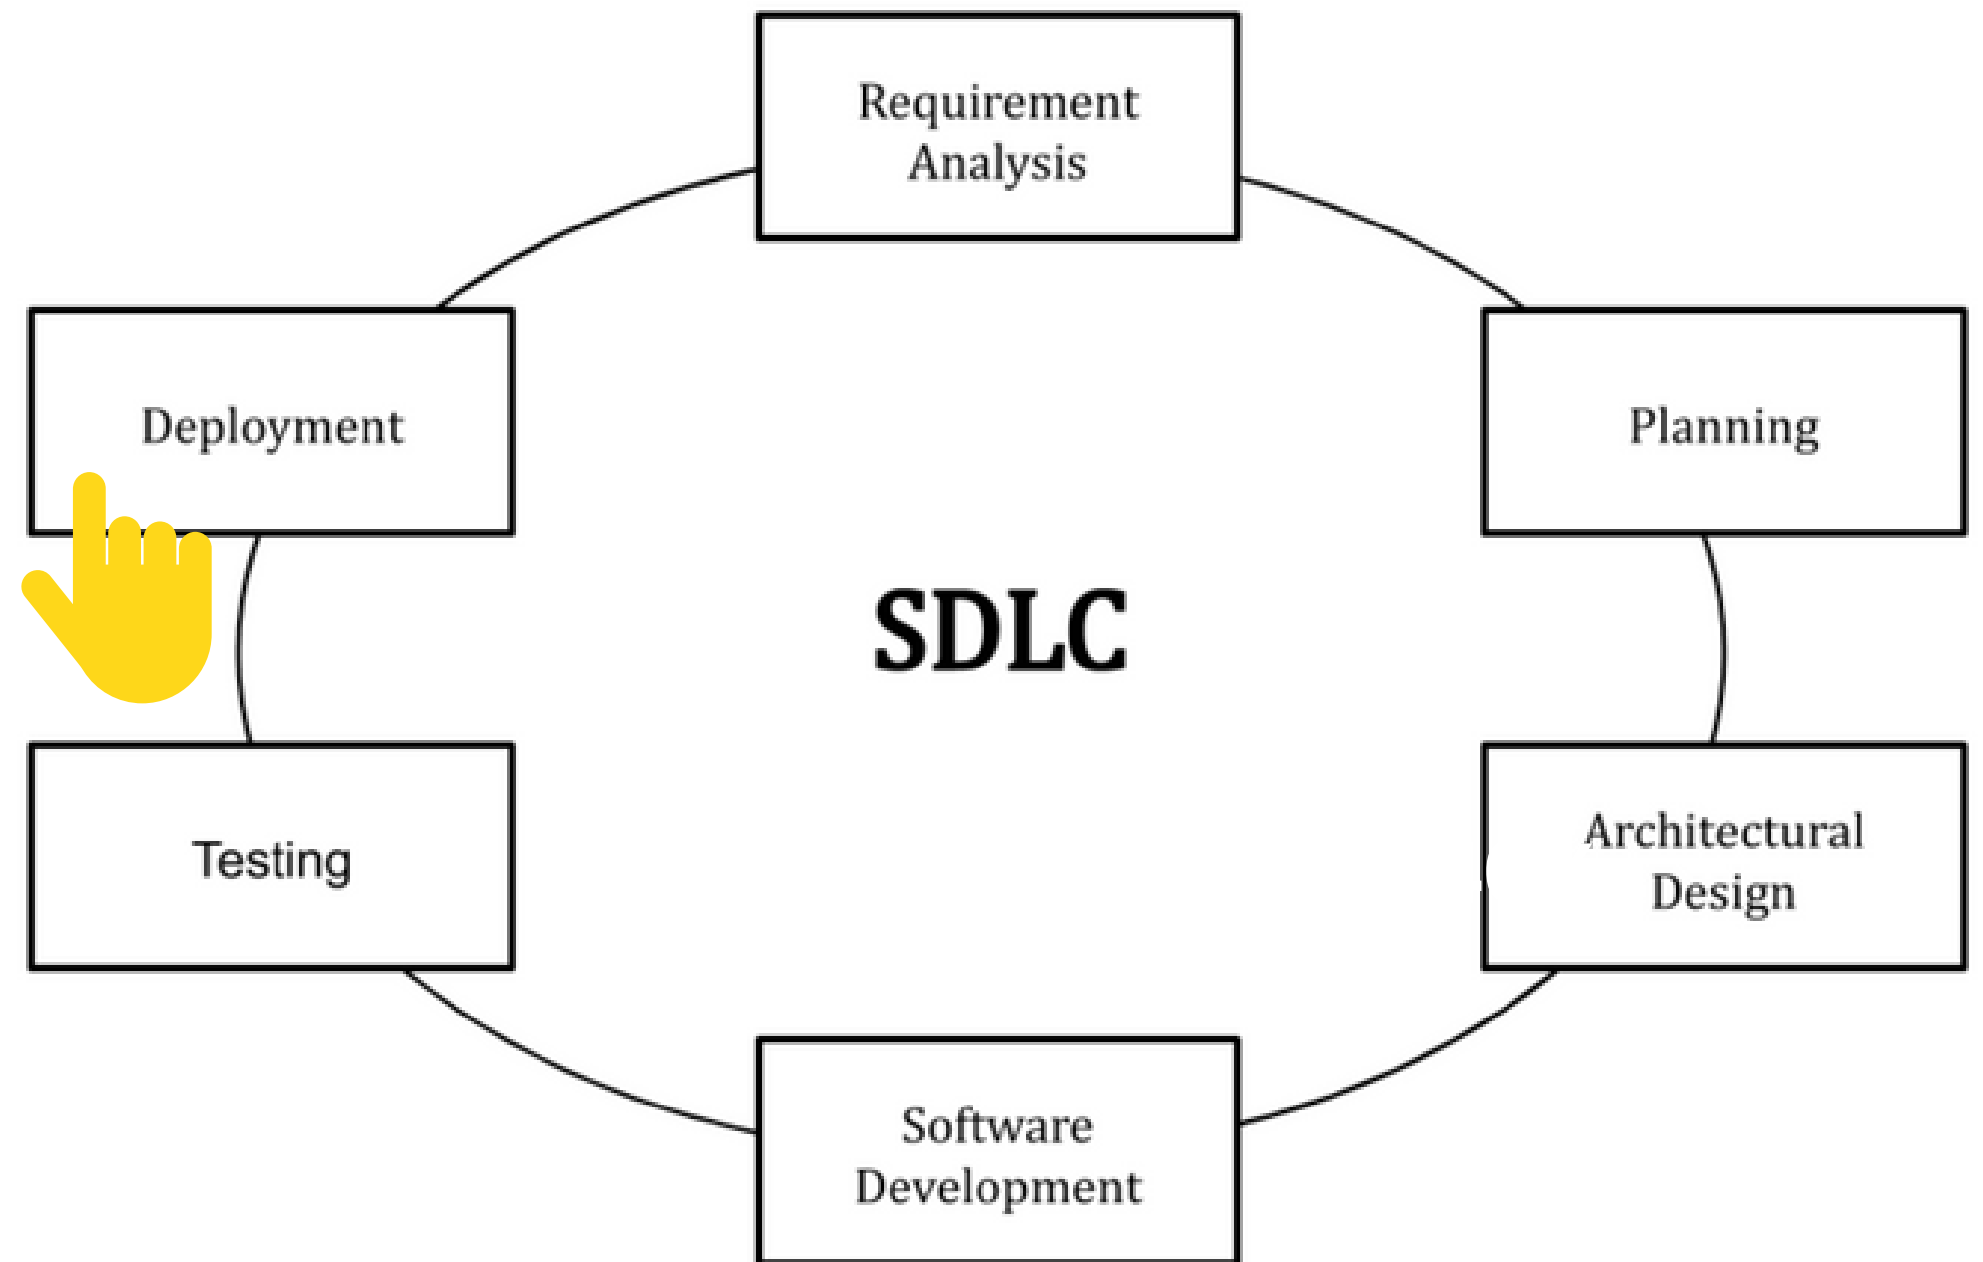 Requirement
Analysis
Deployment
Planning
SDLC
Testing
Architectural
Design
Software
Development